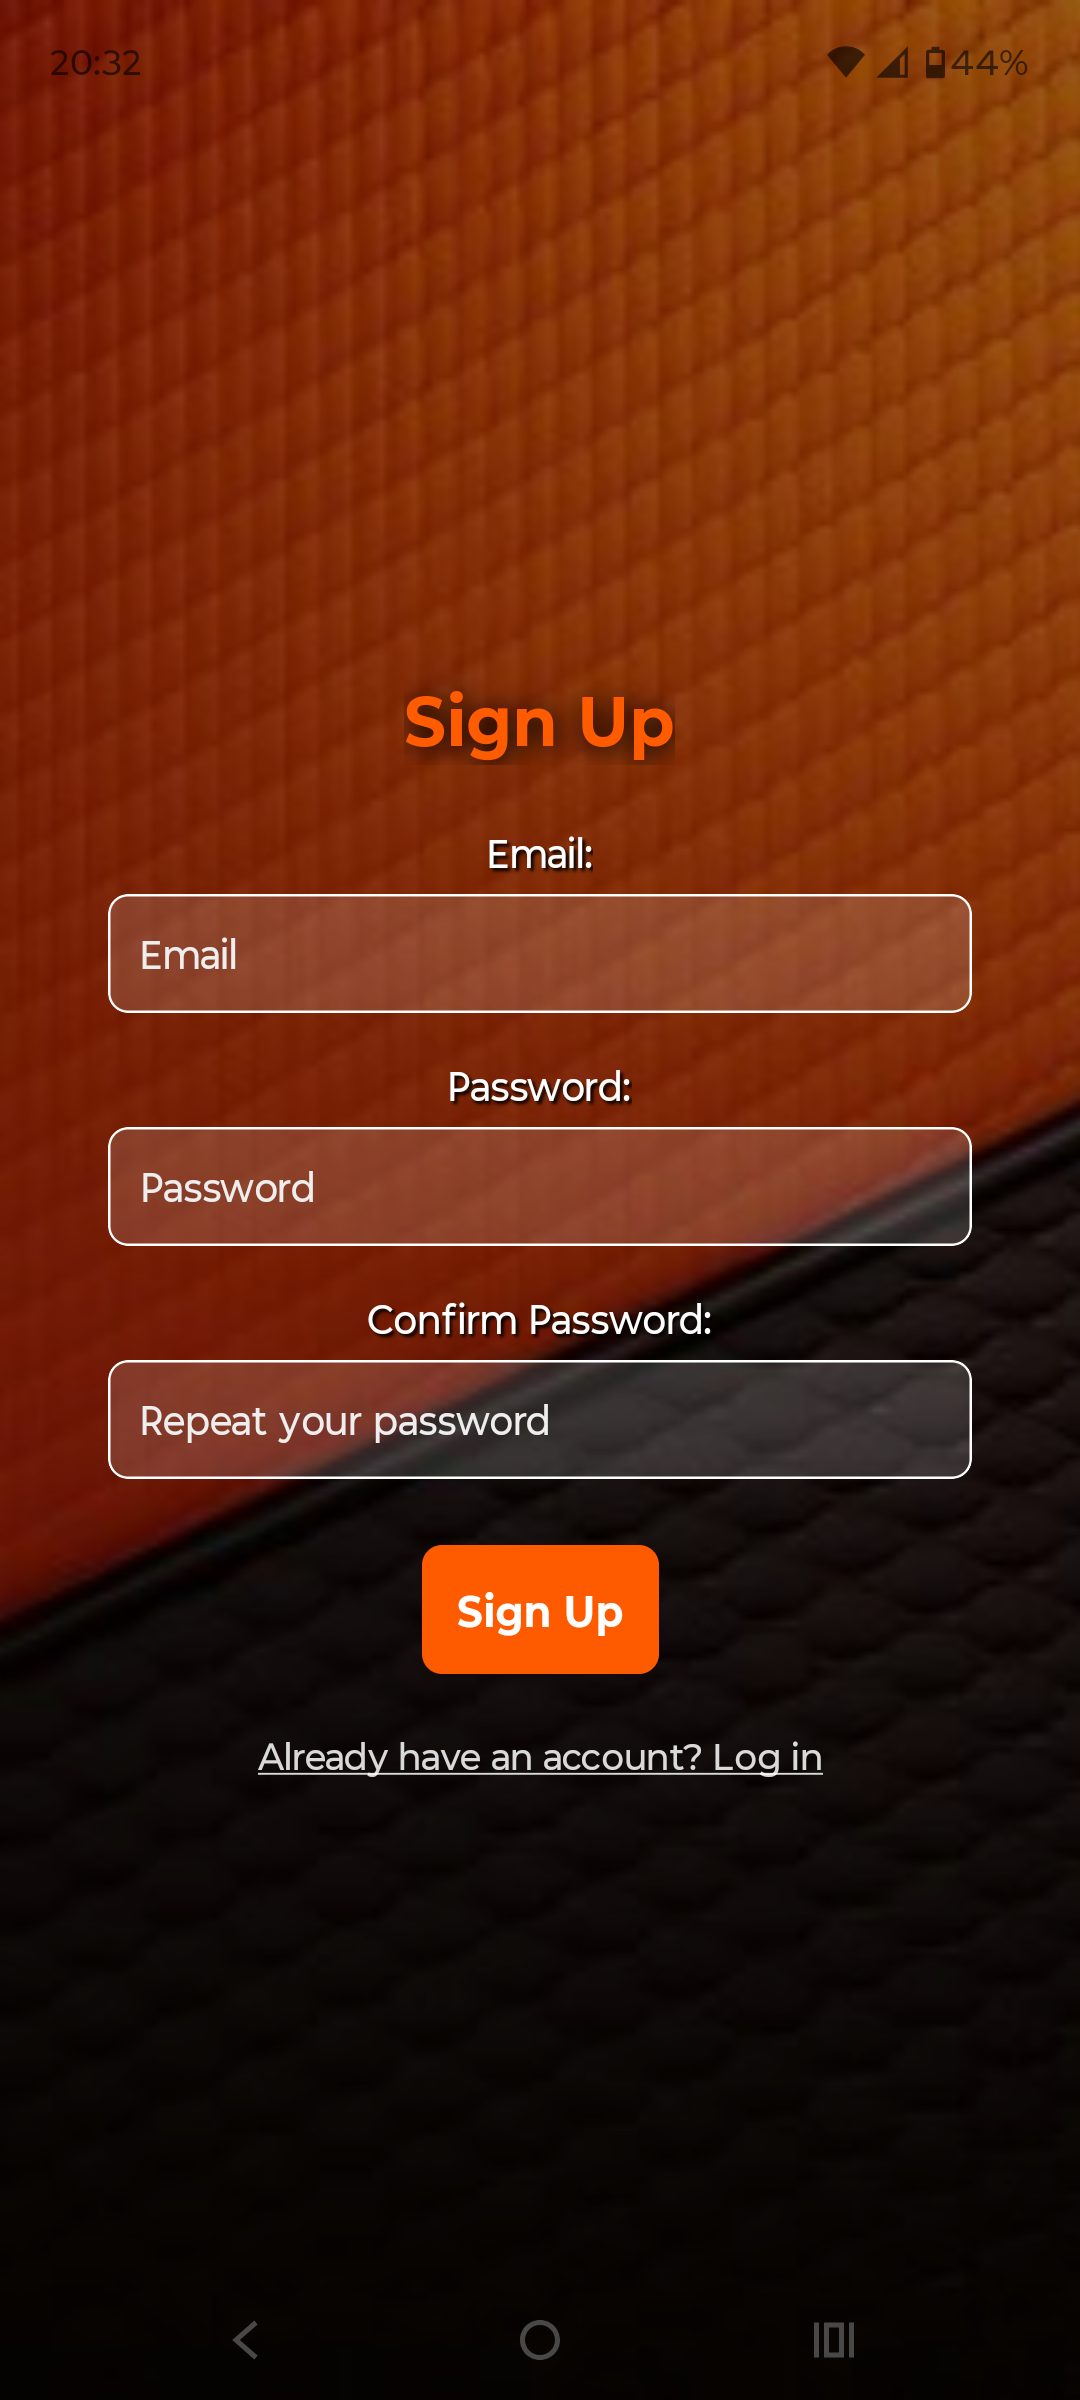 20:32
44%
Sign Up
Email:
Email
Password:
Password
Confirm Password:
Repeat your password
Sign Up
Already have an account? Log in